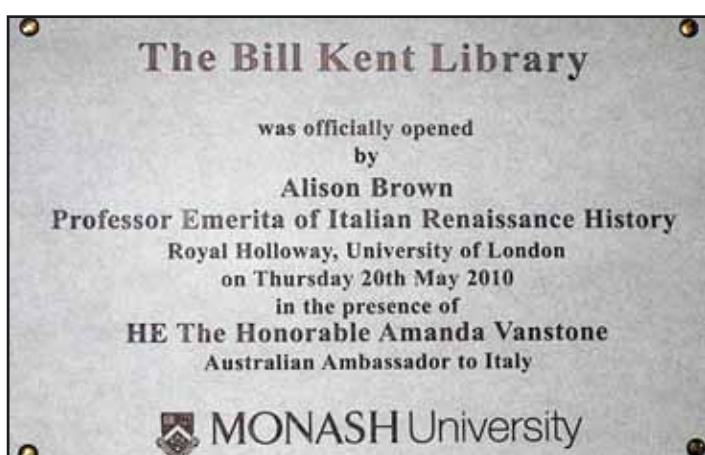 The Bill Kent Library
was officially opened
by
Alison Brown
Professor Emerita of Italian Renaissance History
Royal Holloway, University of London
on Thursday 20th May 2010
in the presence of
HE The Honorable Amanda Vanstone
Australian Ambassador to Italy
MONASH University